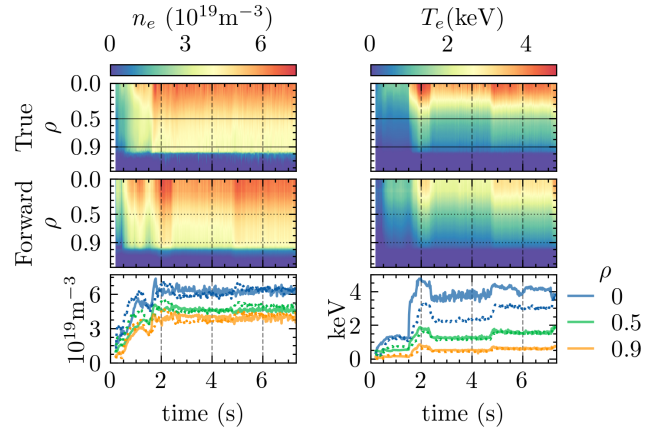 n_e (10^19 m^−3) T_e(keV)
0 3 6 0 2 4
True
ρ
0.0
0.5
0.9
Forward
ρ
0.0
0.5
0.9
10^19 m^−3
6
3
0
0 2 4 6
time (s)
keV
4
2
0
0 2 4 6
time (s)
ρ
0
0.5
0.9